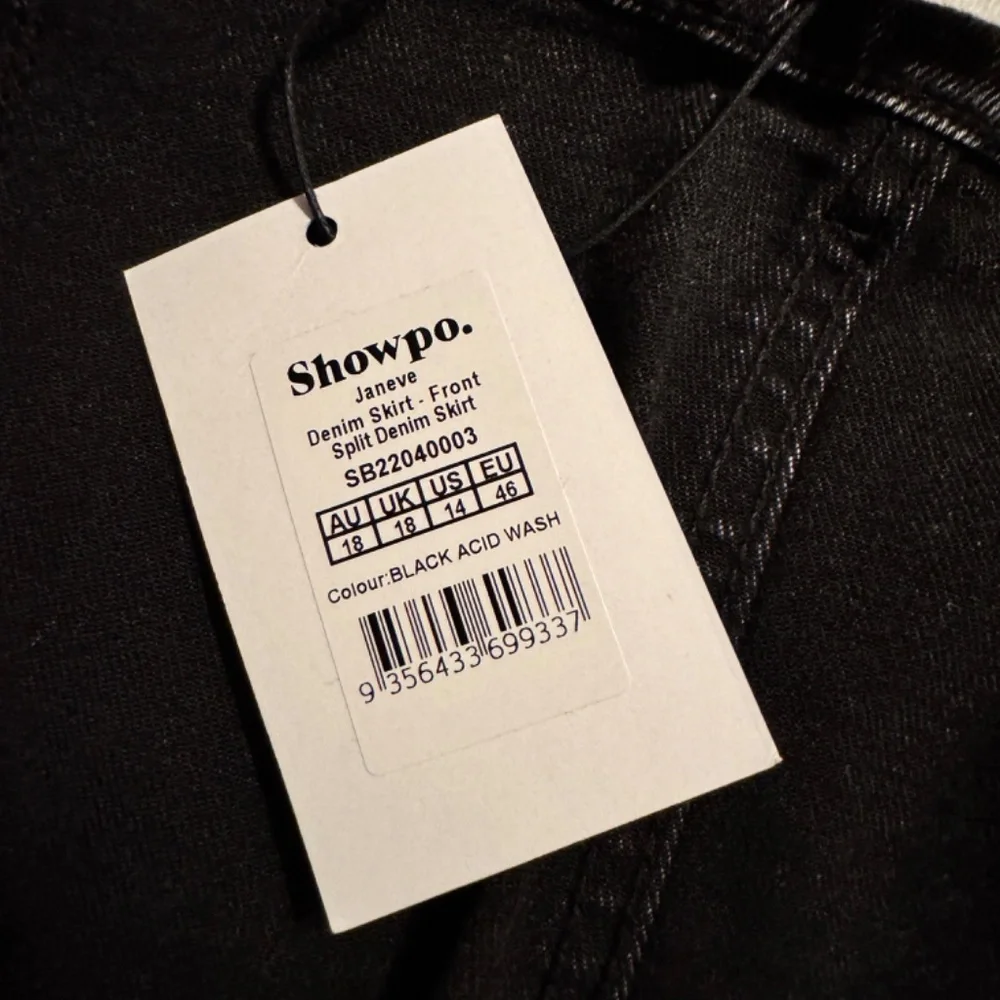 Showpo.
Janeve
Denim Skirt - Front
Split Denim Skirt
SB22040003
AU UK US EU
18 18 14 46
Colour:BLACK ACID WASH
9 356433 699337